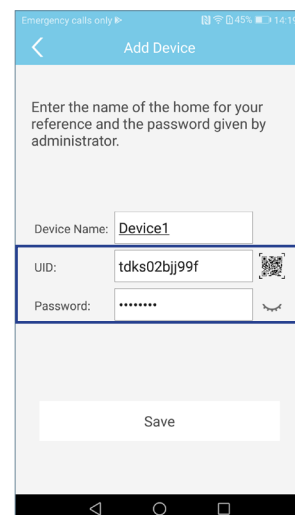 Emergency calls only
45%
14:19
Add Device
Enter the name of the home for your
reference and the password given by
administrator.
Device Name: Device1
UID: tdks02bjj99f
Password: ••••••••
Save